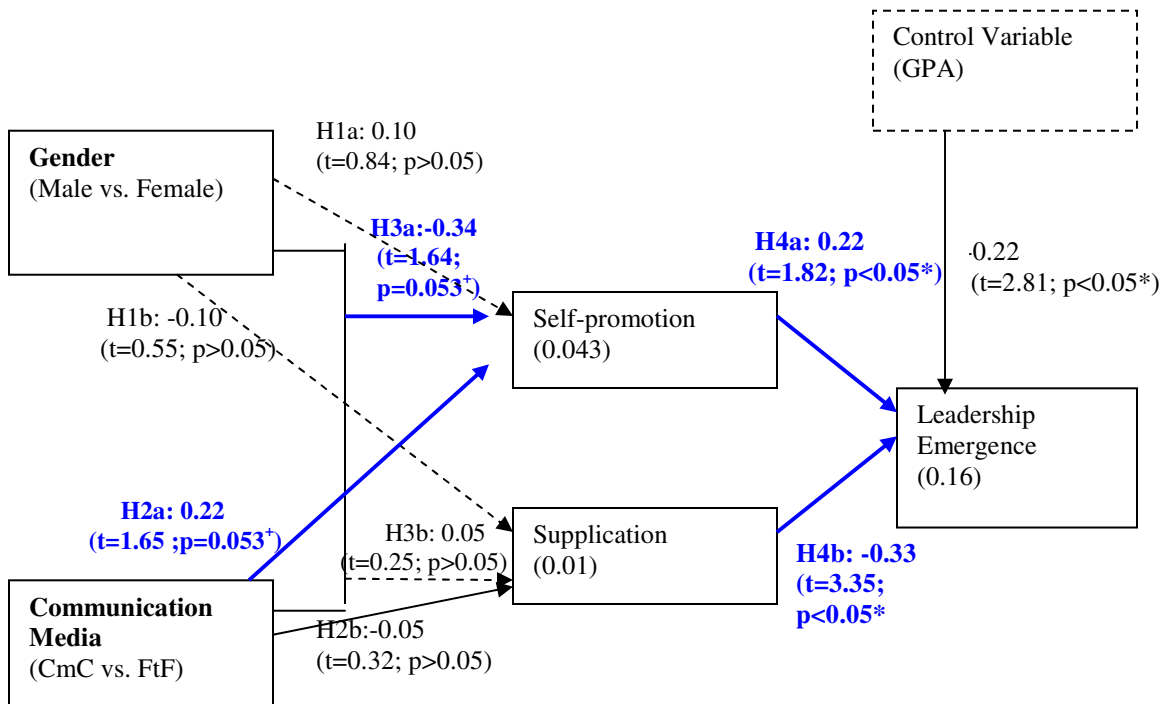 Control Variable
(GPA)
H1a: 0.10
(t=0.84; p>0.05)
Gender
(Male vs. Female)
H3a:-0.34
(t=1.64;
p=0.053+)
H4a: 0.22
(t=1.82; p<0.05*)
-0.22
(t=2.81; p<0.05*)
H1b: -0.10
(t=0.55; p>0.05)
Self-promotion
(0.043)
Leadership
Emergence
(0.16)
H2a: 0.22
(t=1.65 ;p=0.053+)
H3b: 0.05
(t=0.25; p>0.05)
Supplication
(0.01)
H4b: -0.33
(t=3.35;
p<0.05*
Communication
Media
(CmC vs. FtF)
H2b:-0.05
(t=0.32; p>0.05)